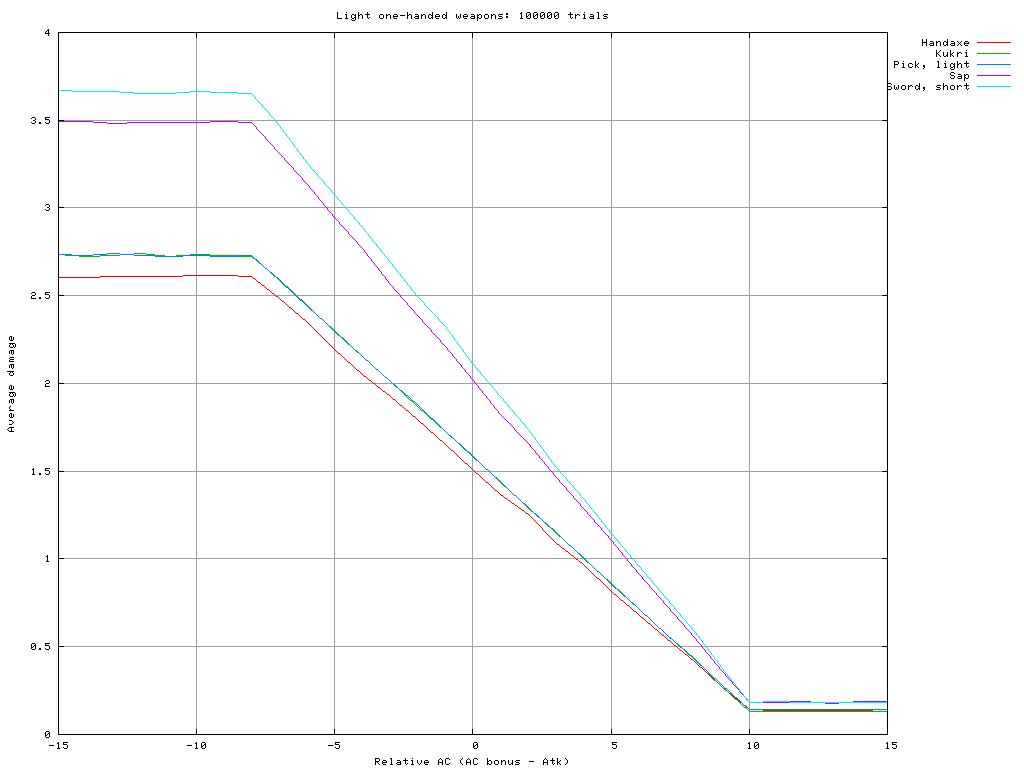 Light one-handed weapons: 100000 trials
Handaxe
Kukri
Pick, light
Sap
Sword, short
4
3.5
3
2.5
2
1.5
1
0.5
0
Average damage
-15
-10
-5
0
5
10
15
Relative AC (AC bonus - Atk)